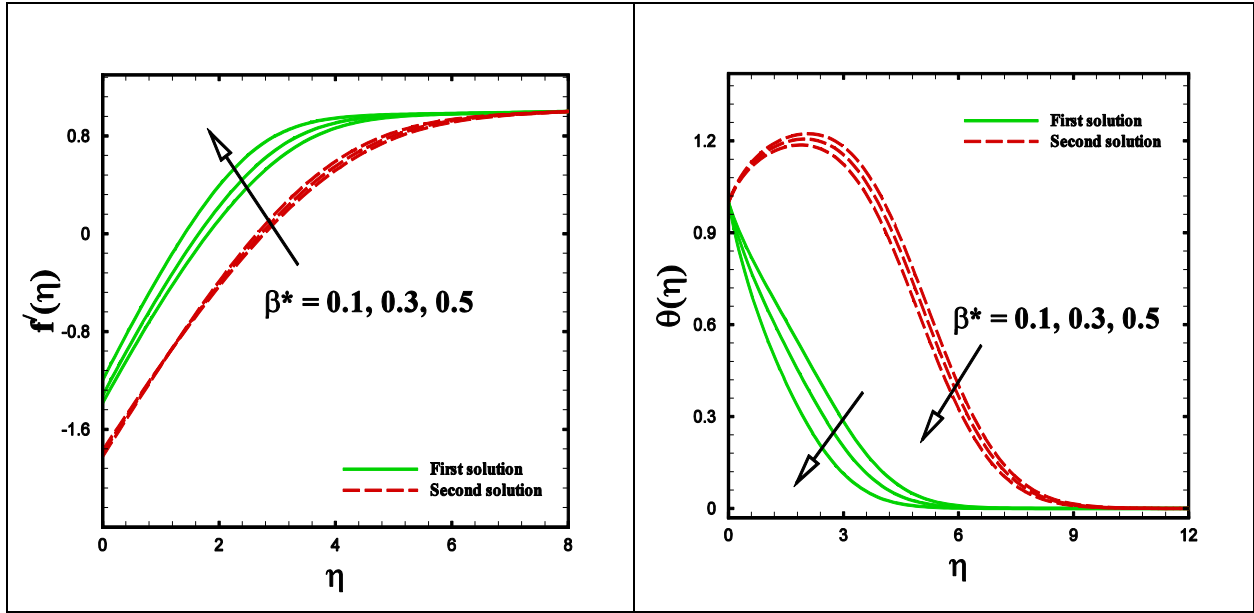 0.8
0
-0.8
-1.6
f′(η)
β* = 0.1, 0.3, 0.5
First solution
Second solution
0 2 4 6 8
η
1.2
0.9
0.6
0.3
0
θ(η)
First solution
Second solution
β* = 0.1, 0.3, 0.5
0 3 6 9 12
η